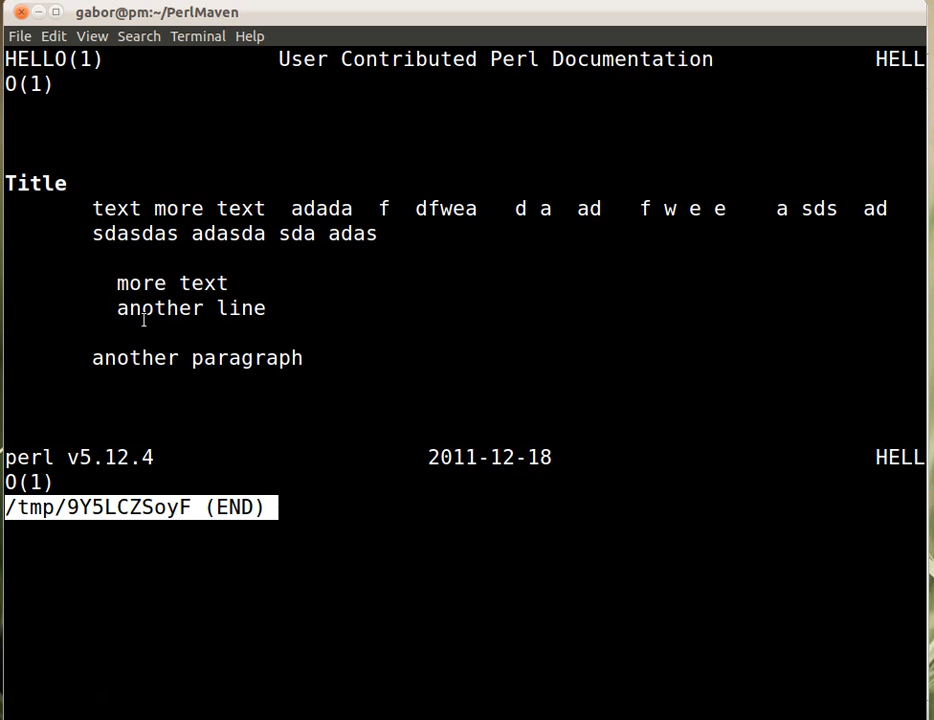 gabor@pm:~/PerlMaven
File Edit View Search Terminal Help
HELLO(1) User Contributed Perl Documentation HELL
O(1)
Title
text more text adada f dfwea d a ad f w e e a sds ad
sdasdas adasda sda adas
more text
another line
another paragraph
perl v5.12.4 2011-12-18 HELL
O(1)
/tmp/9Y5LCZSoyF (END)